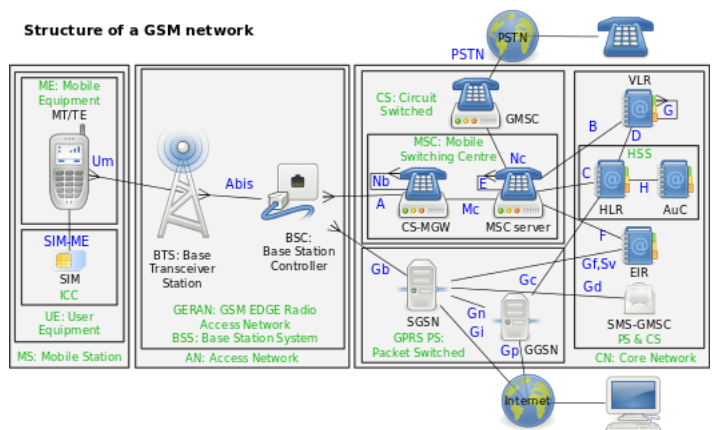 Structure of a GSM network
PSTN
PSTN
ME: Mobile
Equipment
MT/TE
Um
SIM-ME
SIM
ICC
UE: User
Equipment
MS: Mobile Station
Abis
BTS: Base
Transceiver
Station
BSC:
Base Station
Controller
GERAN: GSM EDGE Radio
Access Network
BSS: Base Station System
AN: Access Network
CS: Circuit
Switched
GMSC
MSC: Mobile
Switching Centre
Nc
Nb
E
A
Mc
CS-MGW
MSC server
VLR
G
B
D
HSS
C
H
HLR
AuC
F
EIR
Gf,Sv
Gd
SMS-GMSC
PS & CS
CN: Core Network
Gb
Gc
SGSN
Gn
Gi
GPRS PS:
Packet Switched
Gp
GGSN
Internet